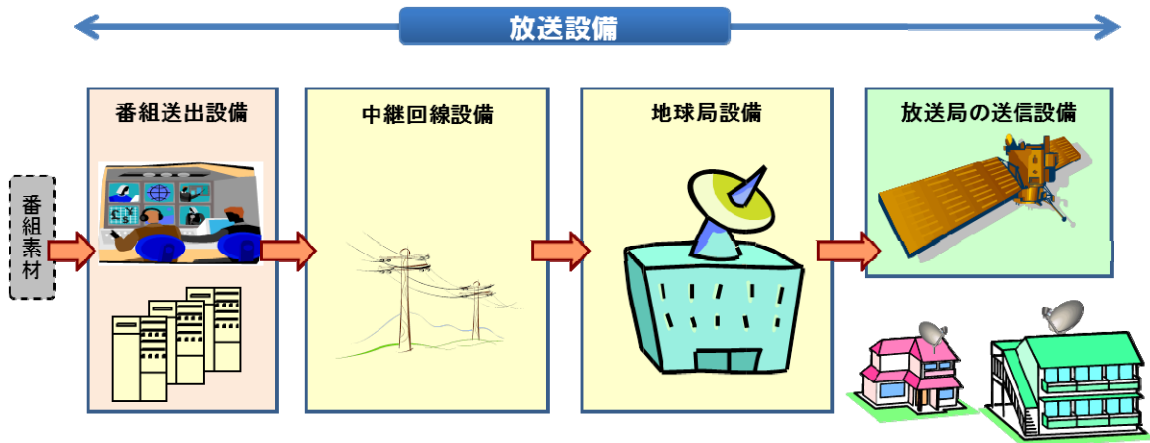 放送設備
番組素材
番組送出設備
中継回線設備
地球局設備
放送局の送信設備